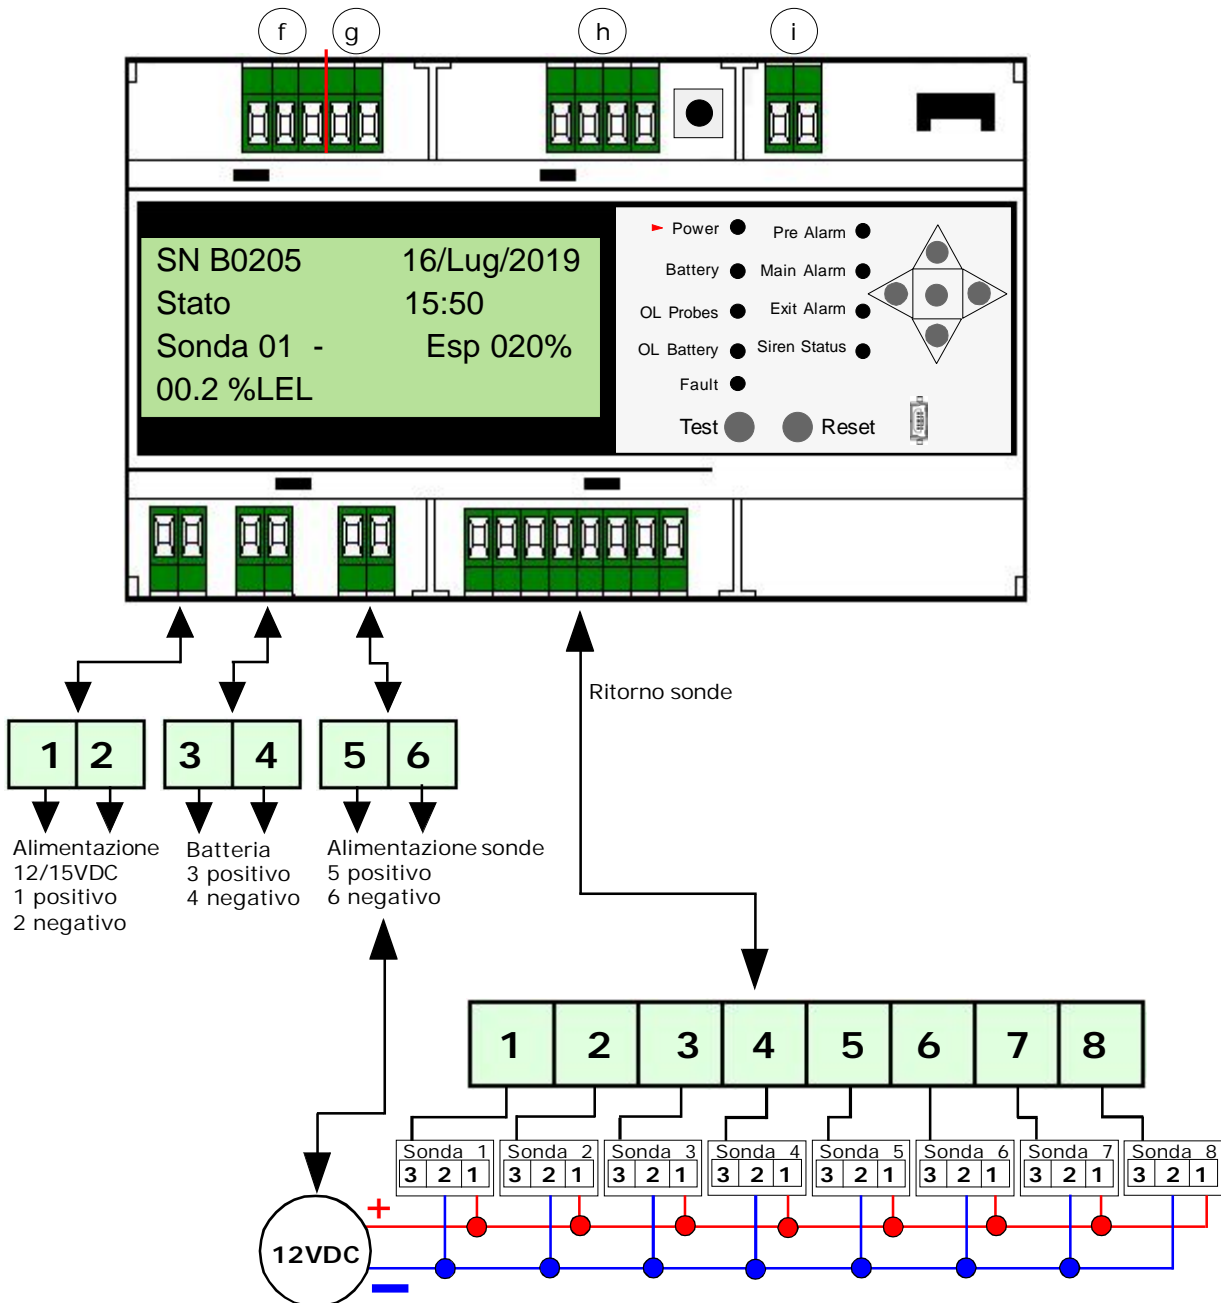 f g h i
SN B0205 16/Lug/2019
Stato 15:50
Sonda 01 - Esp 020%
00.2 %LEL
Power Pre Alarm
Battery Main Alarm
OL Probes Exit Alarm
OL Battery Siren Status
Fault
Test Reset
Ritorno sonde
1 2 3 4 5 6
Alimentazione
12/15VDC
1 positivo
2 negativo
Batteria
3 positivo
4 negativo
Alimentazione sonde
5 positivo
6 negativo
1 2 3 4 5 6 7 8
Sonda 1 Sonda 2 Sonda 3 Sonda 4 Sonda 5 Sonda 6 Sonda 7 Sonda 8
3 2 1 3 2 1 3 2 1 3 2 1 3 2 1 3 2 1 3 2 1 3 2 1
+
12VDC
-